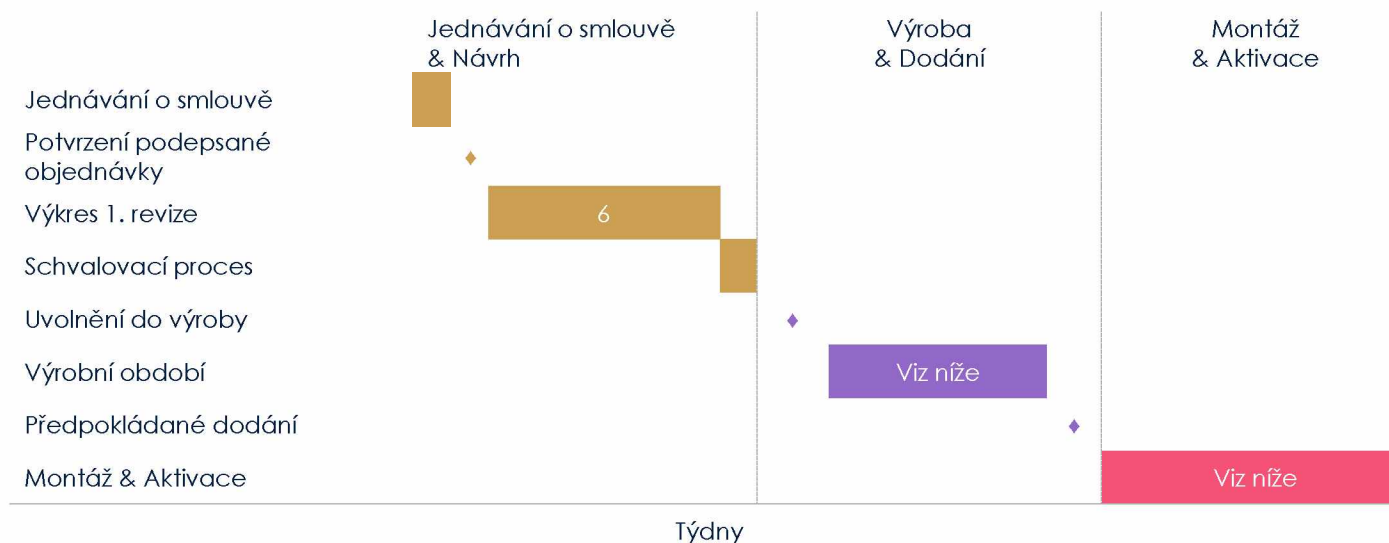 Jednávání o smlouvě
& Návrh
Výroba
& Dodání
Montáž
& Aktivace
Jednávání o smlouvě
Potvrzení podepsané
objednávky
Výkres 1. revize
6
Schvalovací proces
Uvolnění do výroby
Výrobní období
Viz níže
Předpokládané dodání
Montáž & Aktivace
Viz níže
Týdny